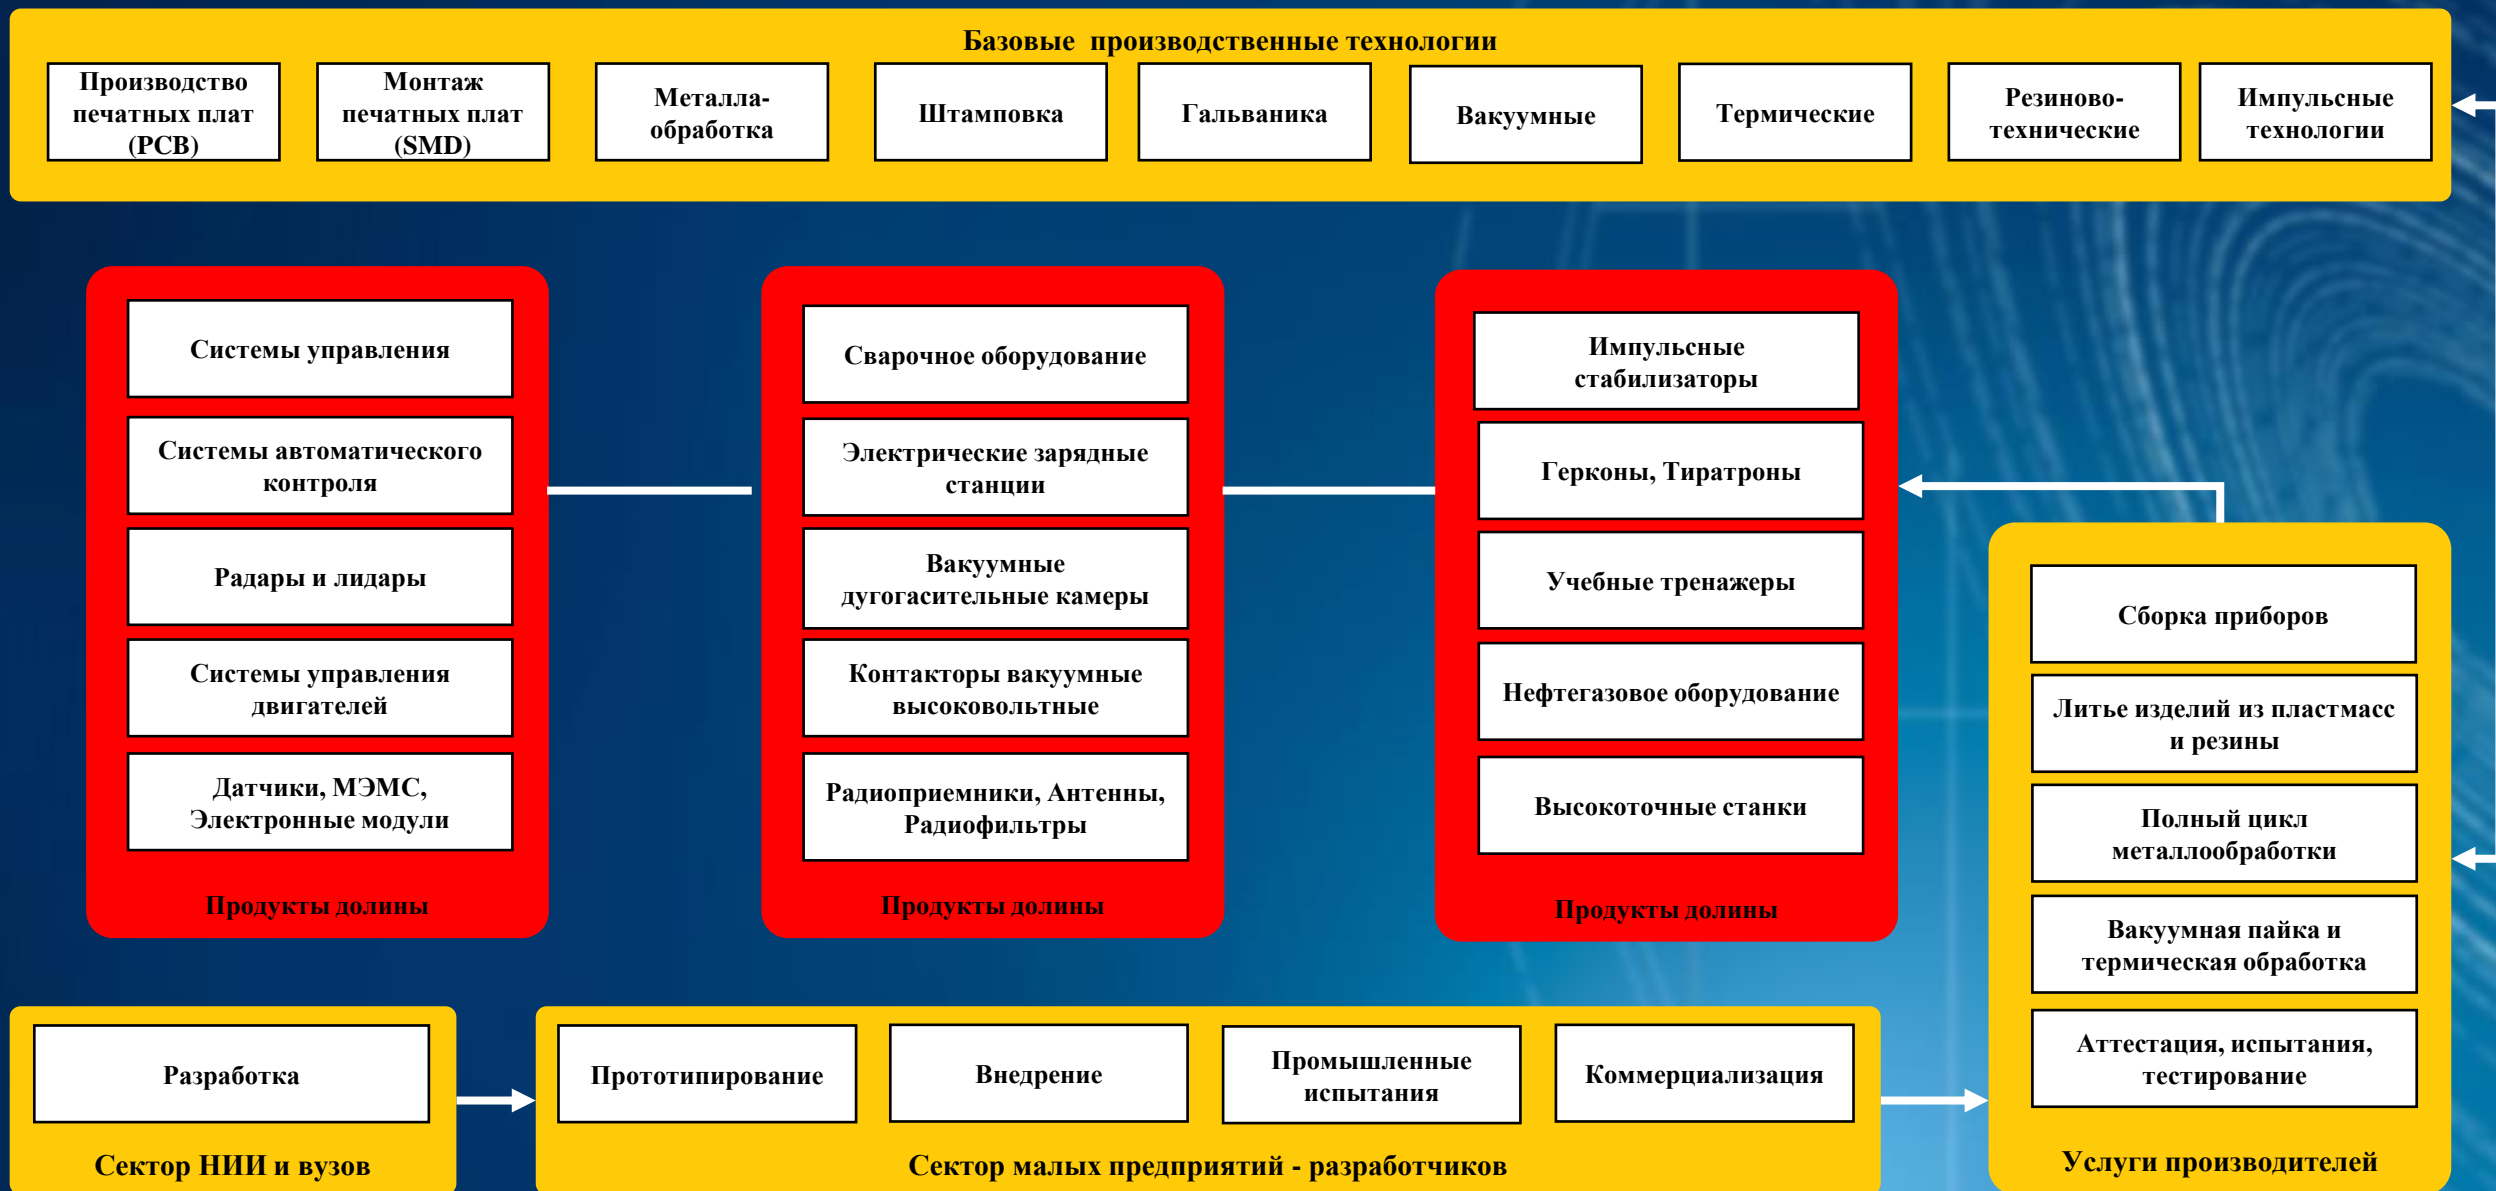 Базовые производственные технологии
Производство
печатных плат
(PCB)
Монтаж
печатных плат
(SMD)
Металла-
обработка
Штамповка
Гальваника
Вакуумные
Термические
Резиново-
технические
Импульсные
технологии
Системы управления
Системы автоматического
контроля
Радары и лидары
Системы управления
двигателей
Датчики, МЭМС,
Электронные модули
Продукты долины
Сварочное оборудование
Электрические зарядные
станции
Вакуумные
дугогасительные камеры
Контакторы вакуумные
высоковольтные
Радиоприемники, Антенны,
Радиофильтры
Продукты долины
Импульсные
стабилизаторы
Герконы, Тиратроны
Учебные тренажеры
Нефтегазовое оборудование
Высокоточные станки
Продукты долины
Сборка приборов
Литье изделий из пластмасс
и резины
Полный цикл
металлообработки
Вакуумная пайка и
термическая обработка
Аттестация, испытания,
тестирование
Услуги производителей
Разработка
Сектор НИИ и вузов
Прототипирование
Внедрение
Промышленные
испытания
Коммерциализация
Сектор малых предприятий - разработчиков